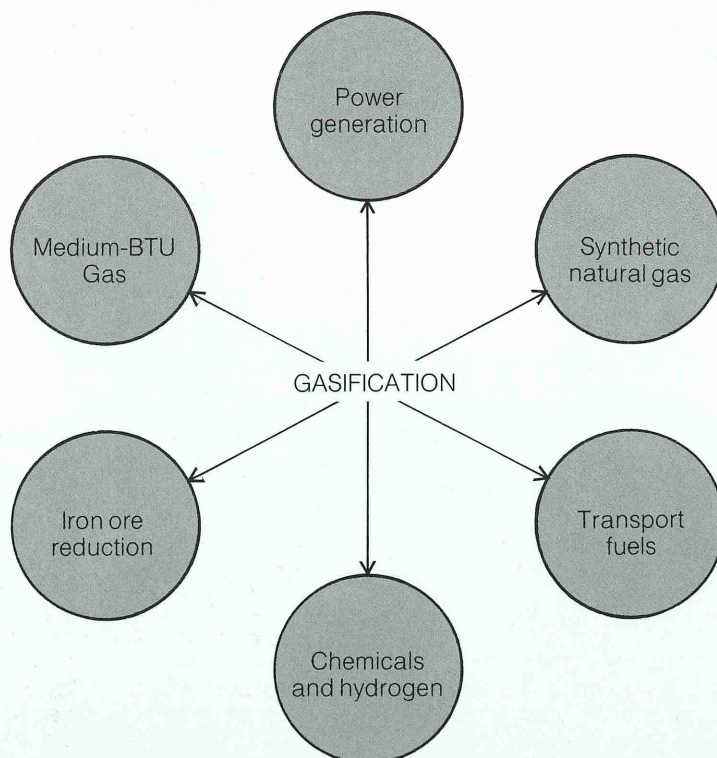 Power
generation
Medium-BTU
Gas
Synthetic
natural gas
GASIFICATION
Iron ore
reduction
Transport
fuels
Chemicals
and hydrogen